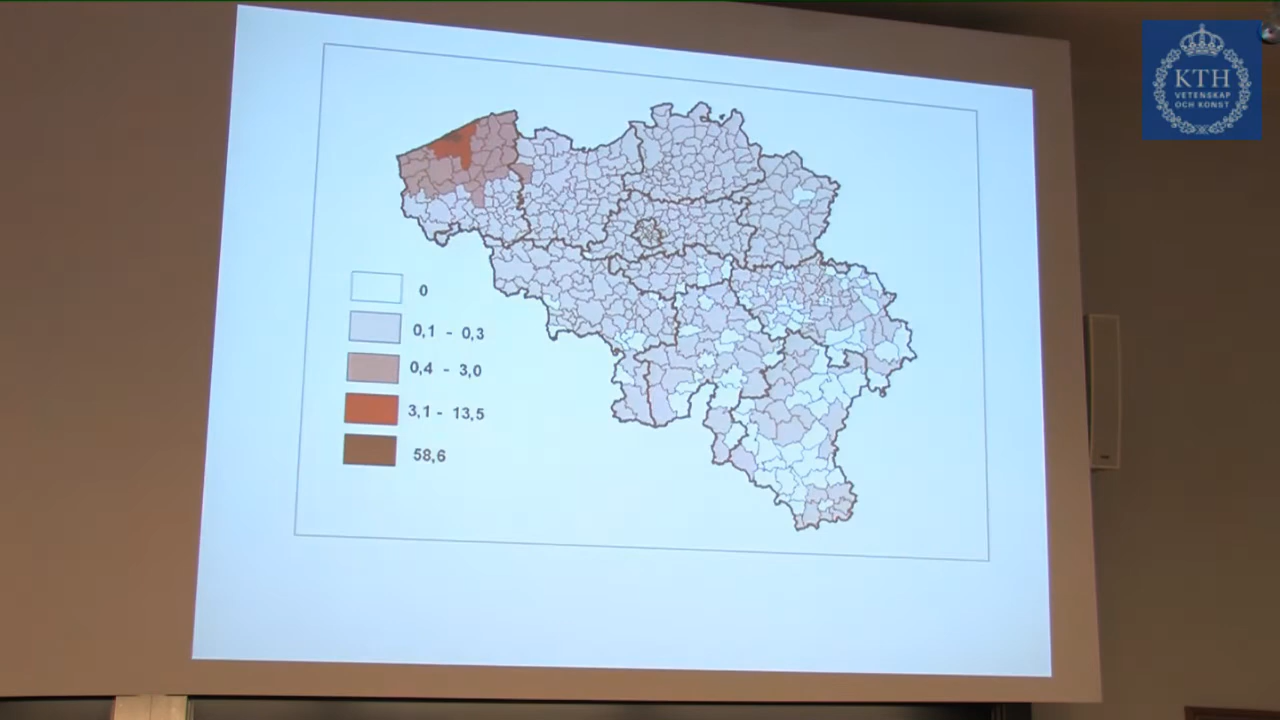 KTH
VETENSKAP
OCH KONST
0
0,1 - 0,3
0,4 - 3,0
3,1 - 13,5
58,6